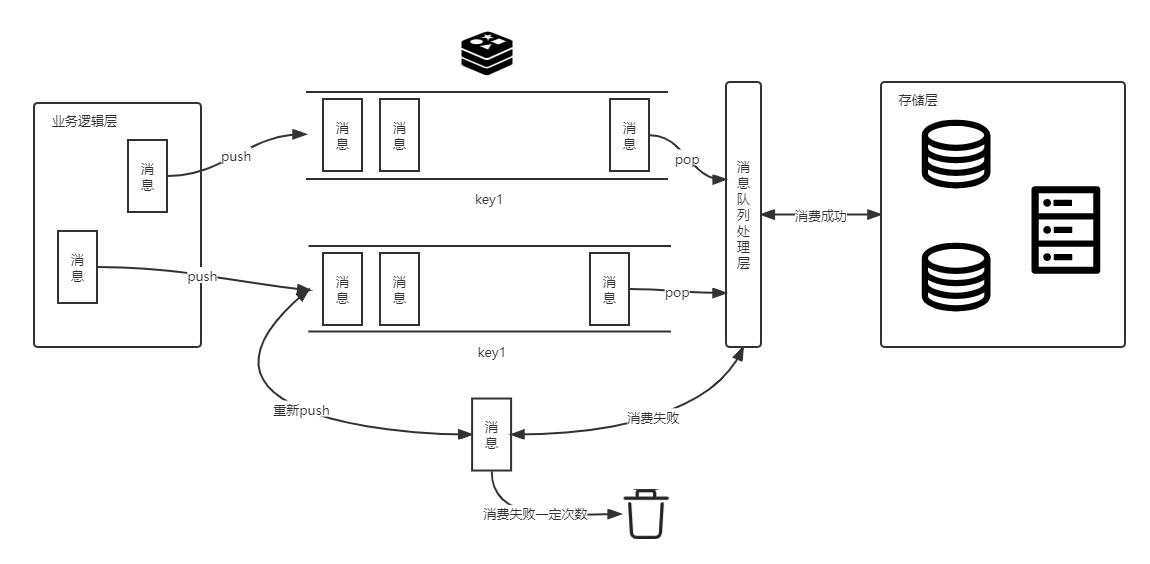 业务逻辑层
消息
消息
push
push
消息
消息
消息
key1
pop
消息
消息
消息
key1
pop
消息队列处理层
消费成功
存储层
重新push
消息
消费失败
消费失败一定次数